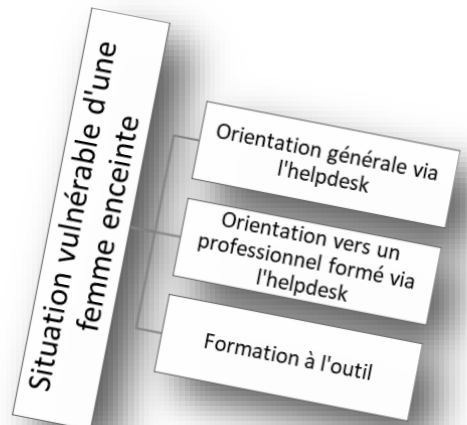 Situation vulnérable d'une
femme enceinte
Orientation générale via
l'helpdesk
Orientation vers un
professionnel formé via
l'helpdesk
Formation à l'outil